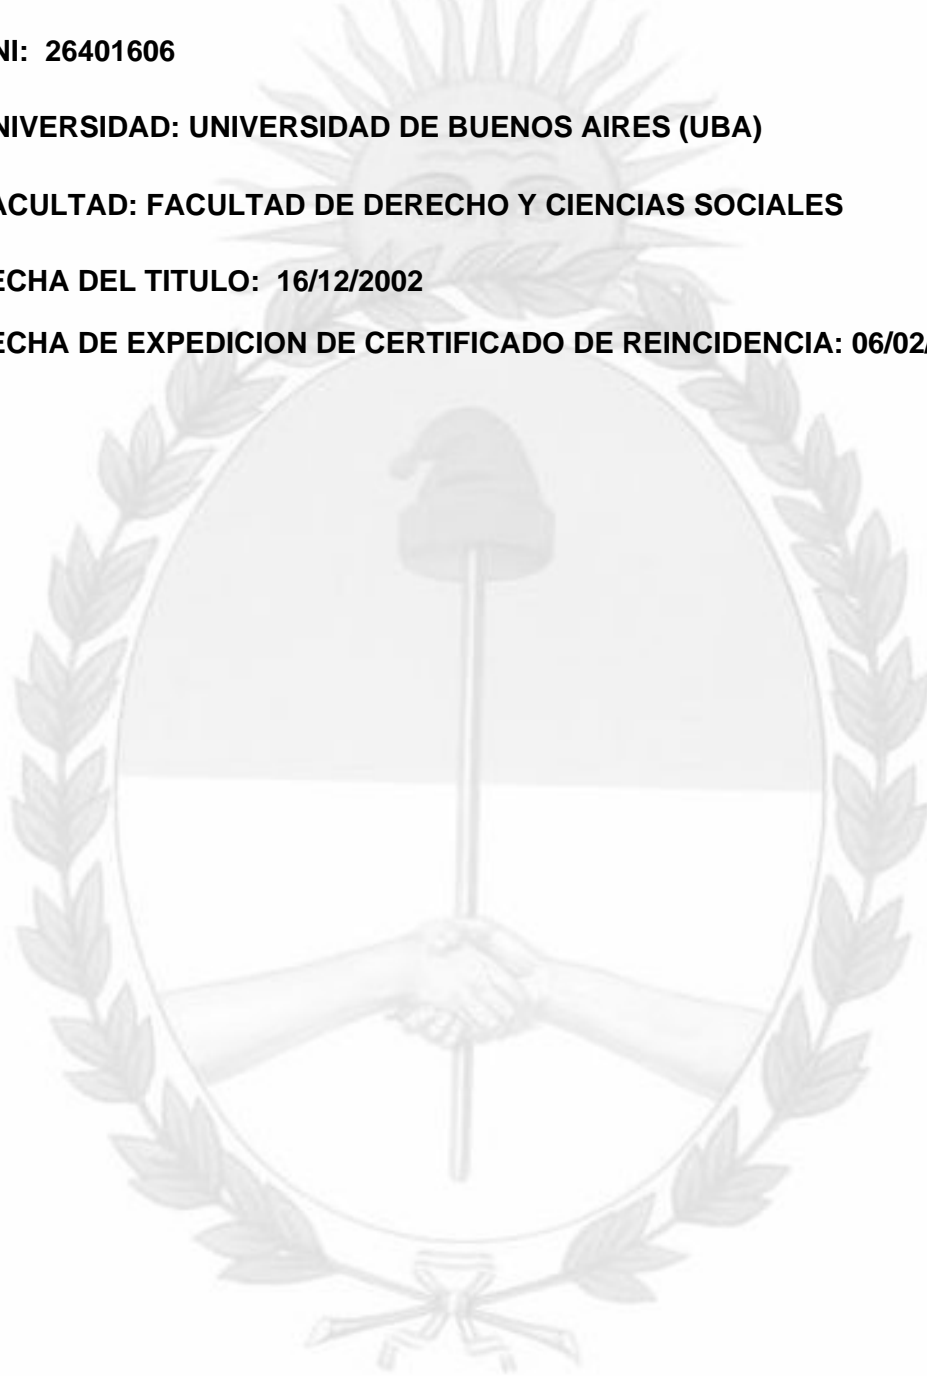 NI: 26401606
NIVERSIDAD: UNIVERSIDAD DE BUENOS AIRES (UBA)
ACULTAD: FACULTAD DE DERECHO Y CIENCIAS SOCIALES
ECHA DEL TITULO: 16/12/2002
ECHA DE EXPEDICION DE CERTIFICADO DE REINCIDENCIA: 06/02/